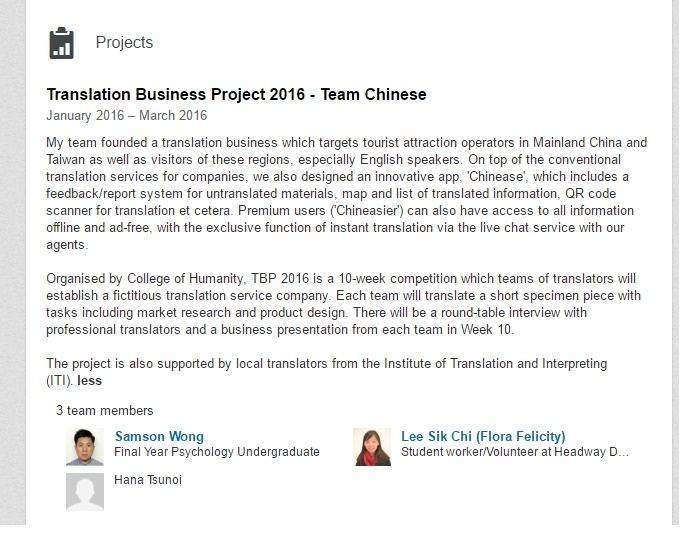 Projects
Translation Business Project 2016 - Team Chinese
January 2016 – March 2016
My team founded a translation business which targets tourist attraction operators in Mainland China and
Taiwan as well as visitors of these regions, especially English speakers. On top of the conventional
translation services for companies, we also designed an innovative app, 'Chinease', which includes a
feedback/report system for untranslated materials, map and list of translated information, QR code
scanner for translation et cetera. Premium users ('Chineasier') can also have access to all information
offline and ad-free, with the exclusive function of instant translation via the live chat service with our
agents.
Organised by College of Humanity, TBP 2016 is a 10-week competition which teams of translators will
establish a fictitious translation service company. Each team will translate a short specimen piece with
tasks including market research and product design. There will be a round-table interview with
professional translators and a business presentation from each team in Week 10.
The project is also supported by local translators from the Institute of Translation and Interpreting
(ITI). less
3 team members
Samson Wong
Final Year Psychology Undergraduate
Lee Sik Chi (Flora Felicity)
Student worker/Volunteer at Headway D...
Hana Tsunoi